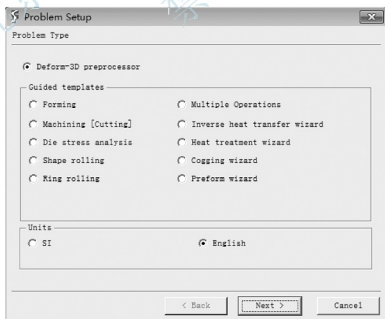 Problem Setup
Problem Type
Deform-3D preprocessor
Guided templates
Forming
Multiple Operations
Machining [Cutting]
Inverse heat transfer wizard
Die stress analysis
Heat treatment wizard
Shape rolling
Cogging wizard
Ring rolling
Preform wizard
Units
SI
English
< Back
Next >
Cancel